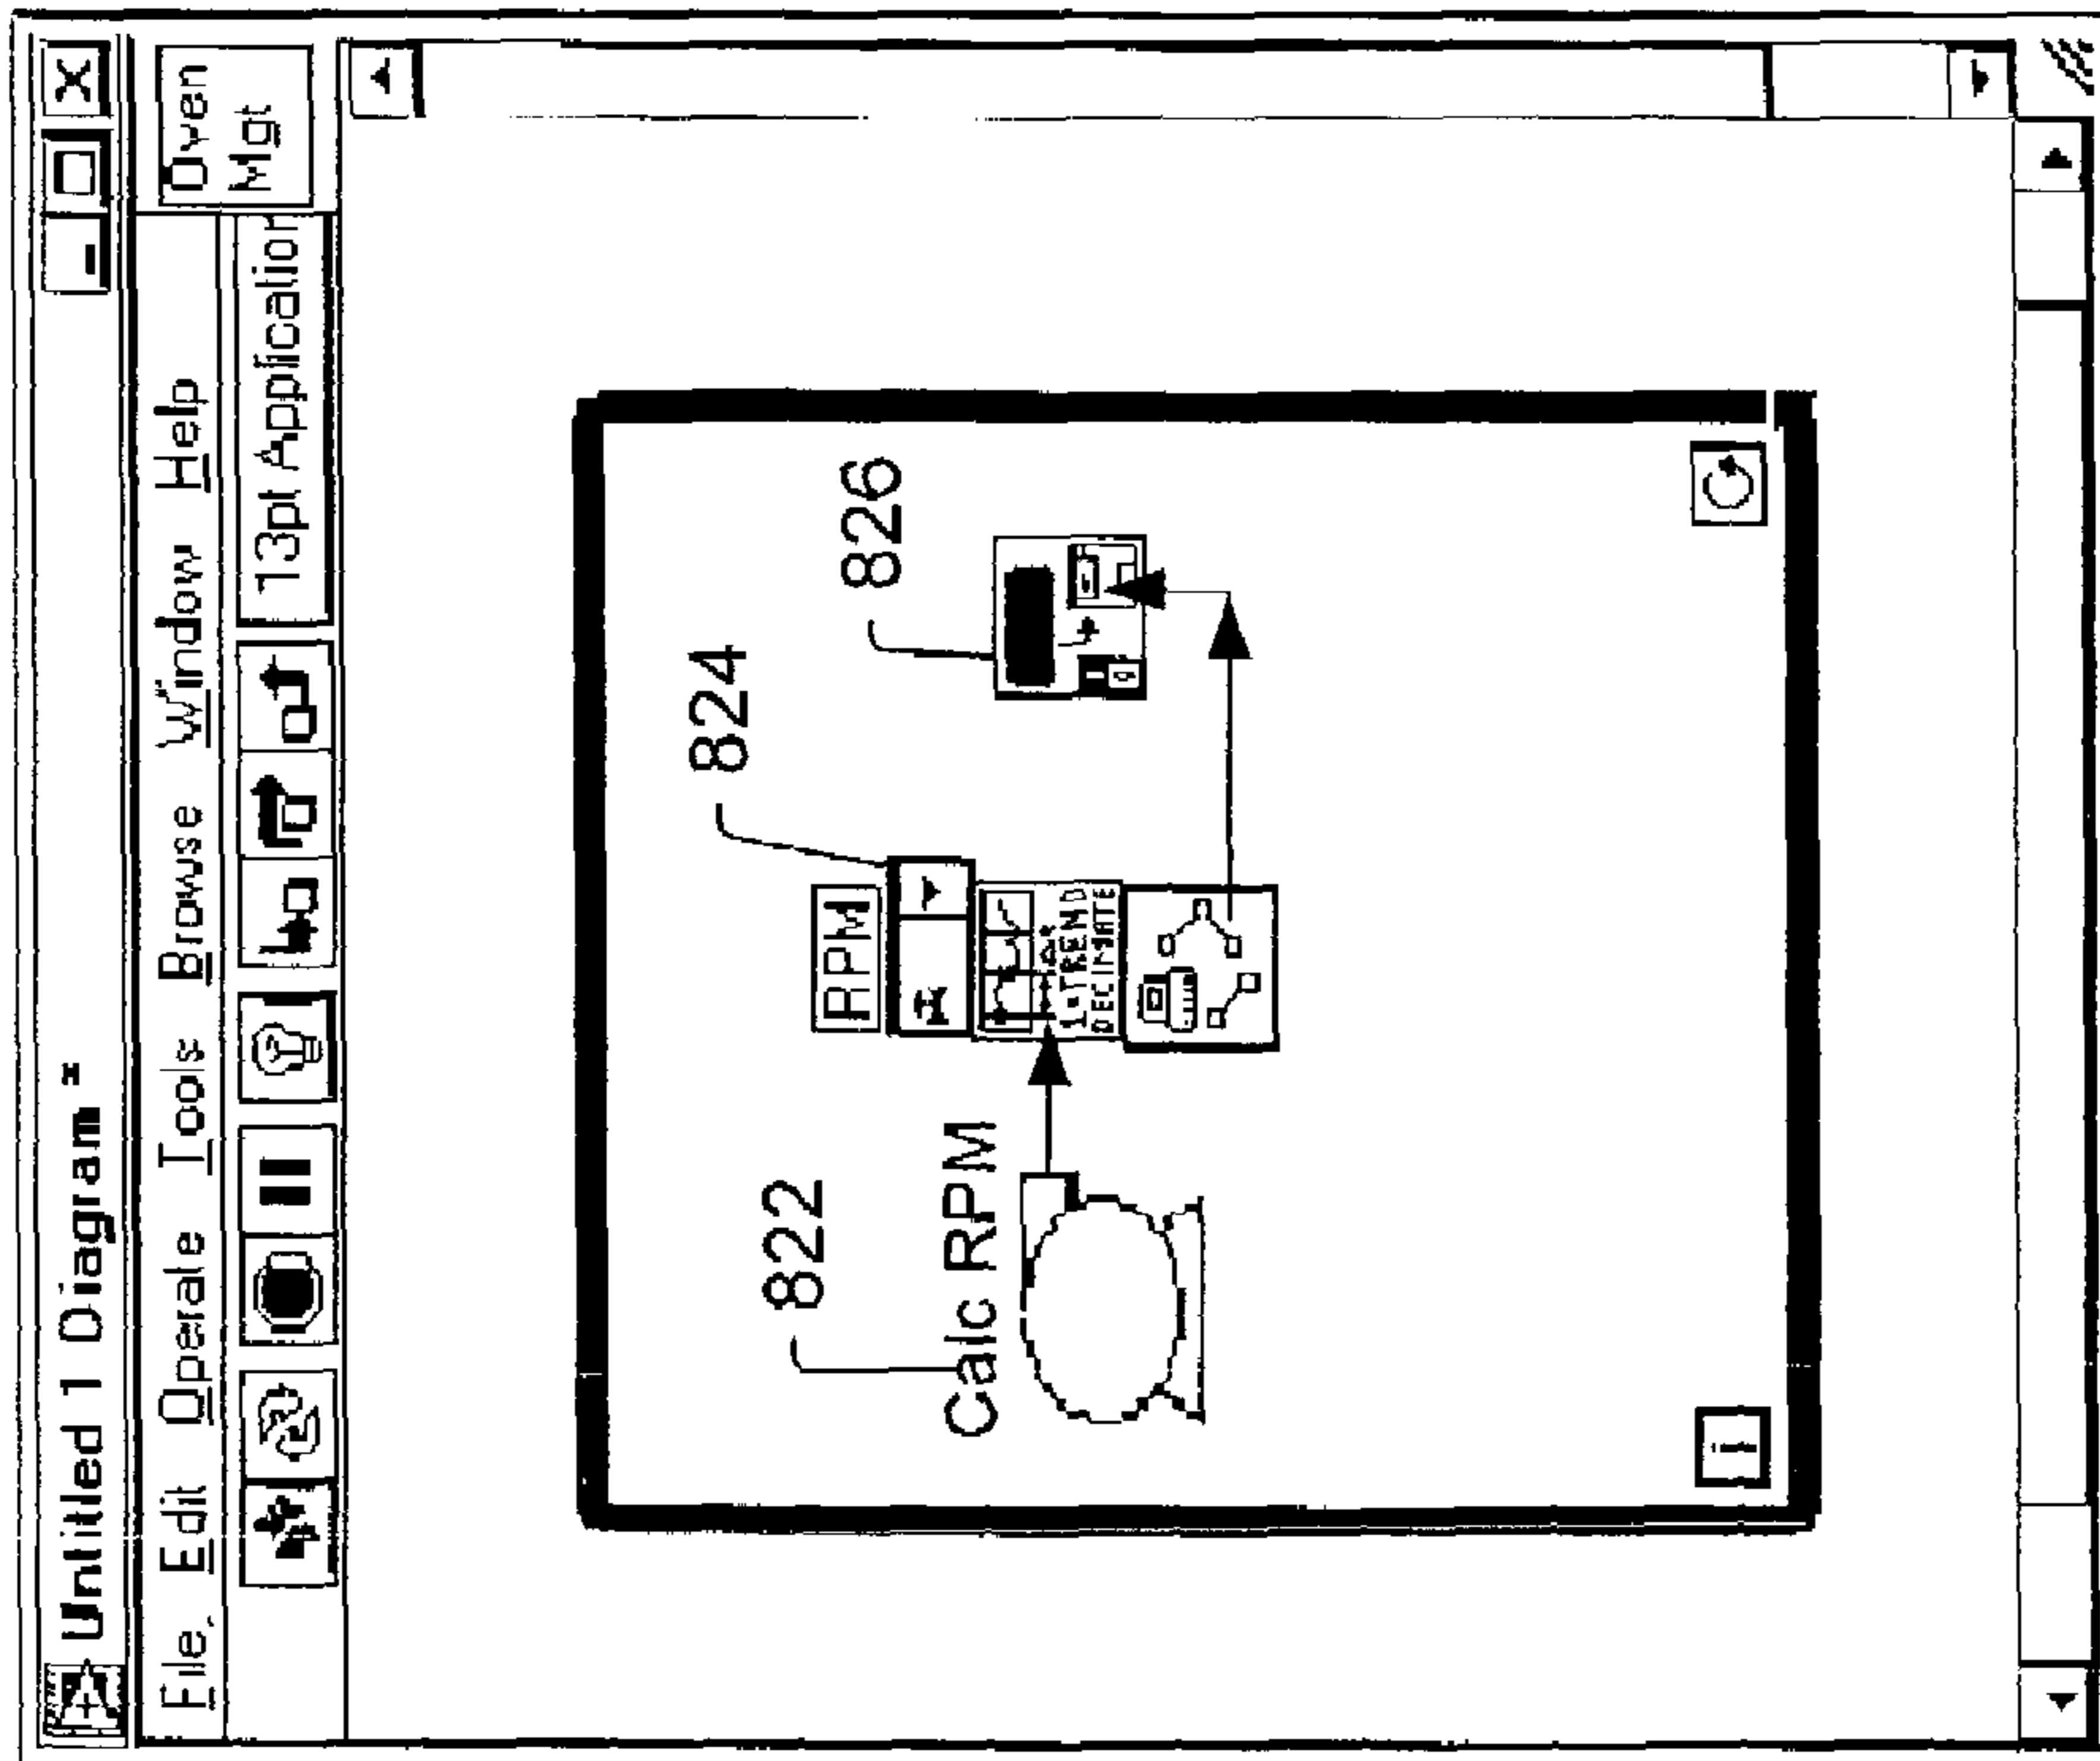 Untitled 1 Diagram *
File Edit Operate Tools Browse Window Help
13pt Application
Oven
Mgt
824
826
822
RPM
Calc RPM
1-TREND
DECIMATE
i